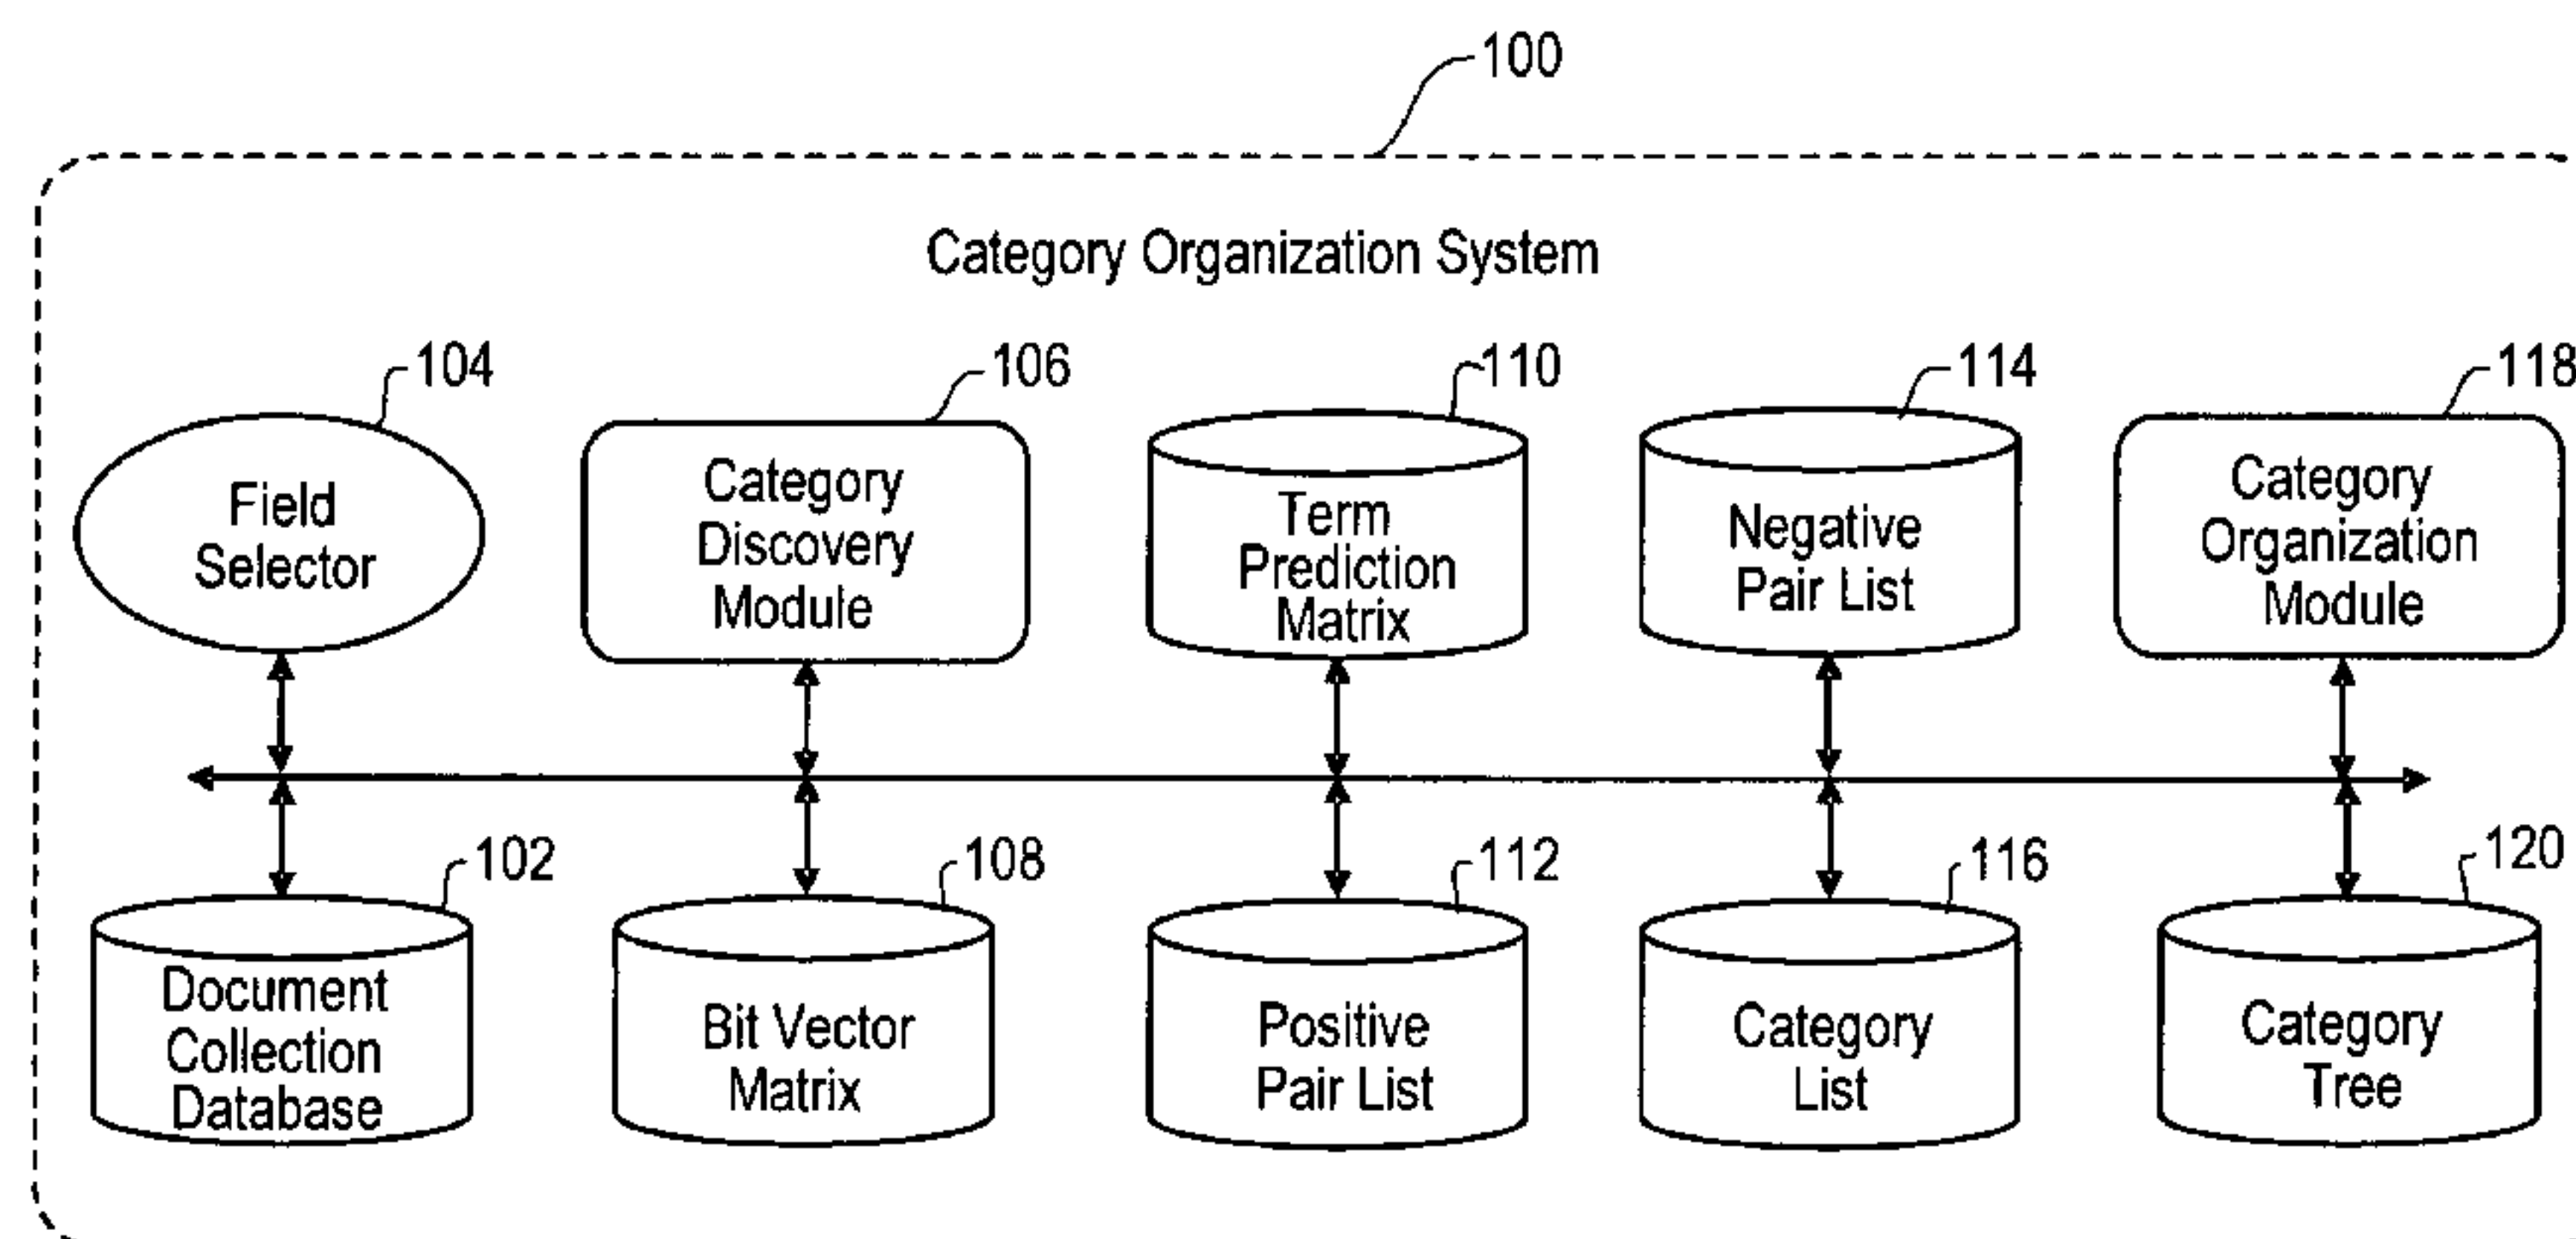 100
Category Organization System
104
106
110
114
118
Field
Selector
Category
Discovery
Module
Term
Prediction
Matrix
Negative
Pair List
Category
Organization
Module
102
108
112
116
120
Document
Collection
Database
Bit Vector
Matrix
Positive
Pair List
Category
List
Category
Tree